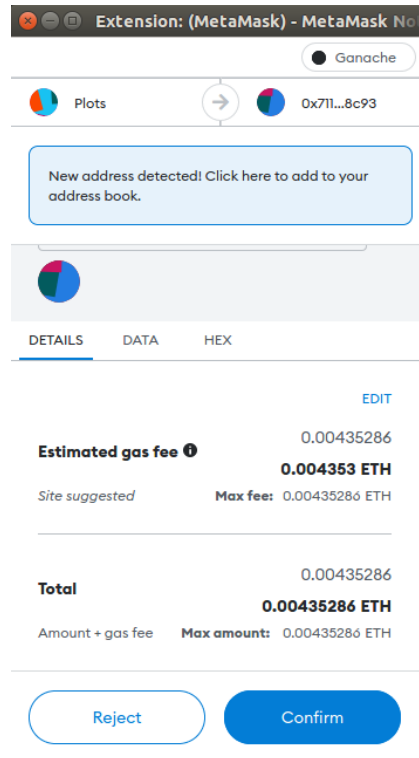 Extension: (MetaMask) - MetaMask No
Ganache
Plots
0x711...8c93
New address detected! Click here to add to your
address book.
DETAILS DATA HEX
EDIT
0.00435286
Estimated gas fee
0.004353 ETH
Site suggested Max fee: 0.00435286 ETH
0.00435286
Total
0.00435286 ETH
Amount + gas fee Max amount: 0.00435286 ETH
Reject Confirm